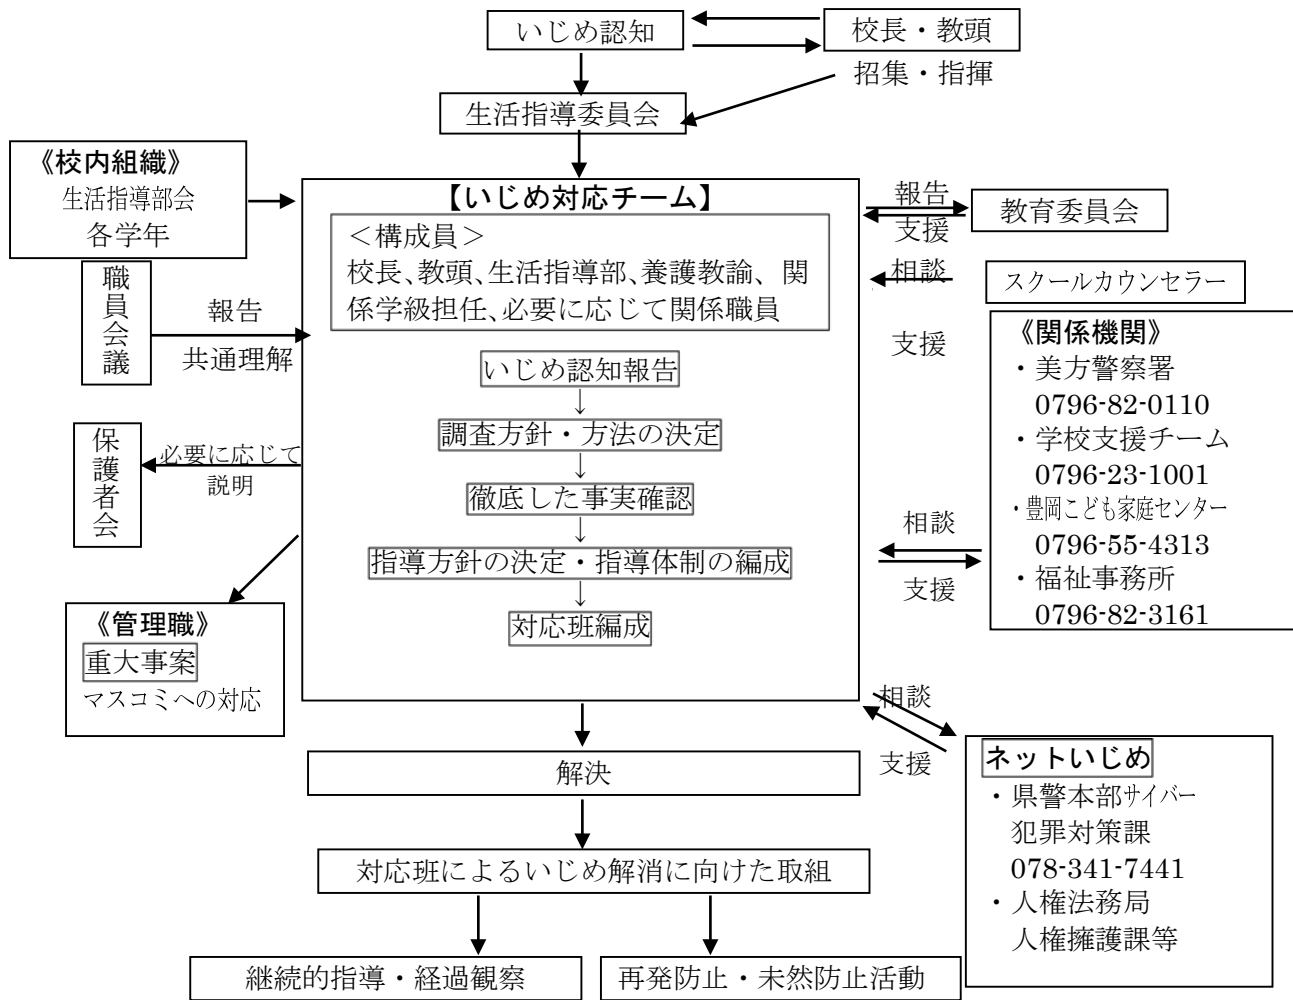 いじめ認知
校長・教頭
招集・指揮
生活指導委員会
《校内組織》
生活指導部会
各学年
職員会議
報告
共通理解
保護者会
必要に応じて
説明
《管理職》
重大事案
マスコミへの対応
【いじめ対応チーム】
＜構成員＞
校長、教頭、生活指導部、養護教諭、関
係学級担任、必要に応じて関係職員
いじめ認知報告
↓
調査方針・方法の決定
↓
徹底した事実確認
↓
指導方針の決定・指導体制の編成
↓
対応班編成
報告
支援
教育委員会
相談
支援
スクールカウンセラー
《関係機関》
・美方警察署
0796-82-0110
・学校支援チーム
0796-23-1001
・豊岡こども家庭センター
0796-55-4313
・福祉事務所
0796-82-3161
相談
支援
相談
支援
ネットいじめ
・県警本部サイバー
犯罪対策課
078-341-7441
・人権法務局
人権擁護課等
解決
対応班によるいじめ解消に向けた取組
継続的指導・経過観察
再発防止・未然防止活動